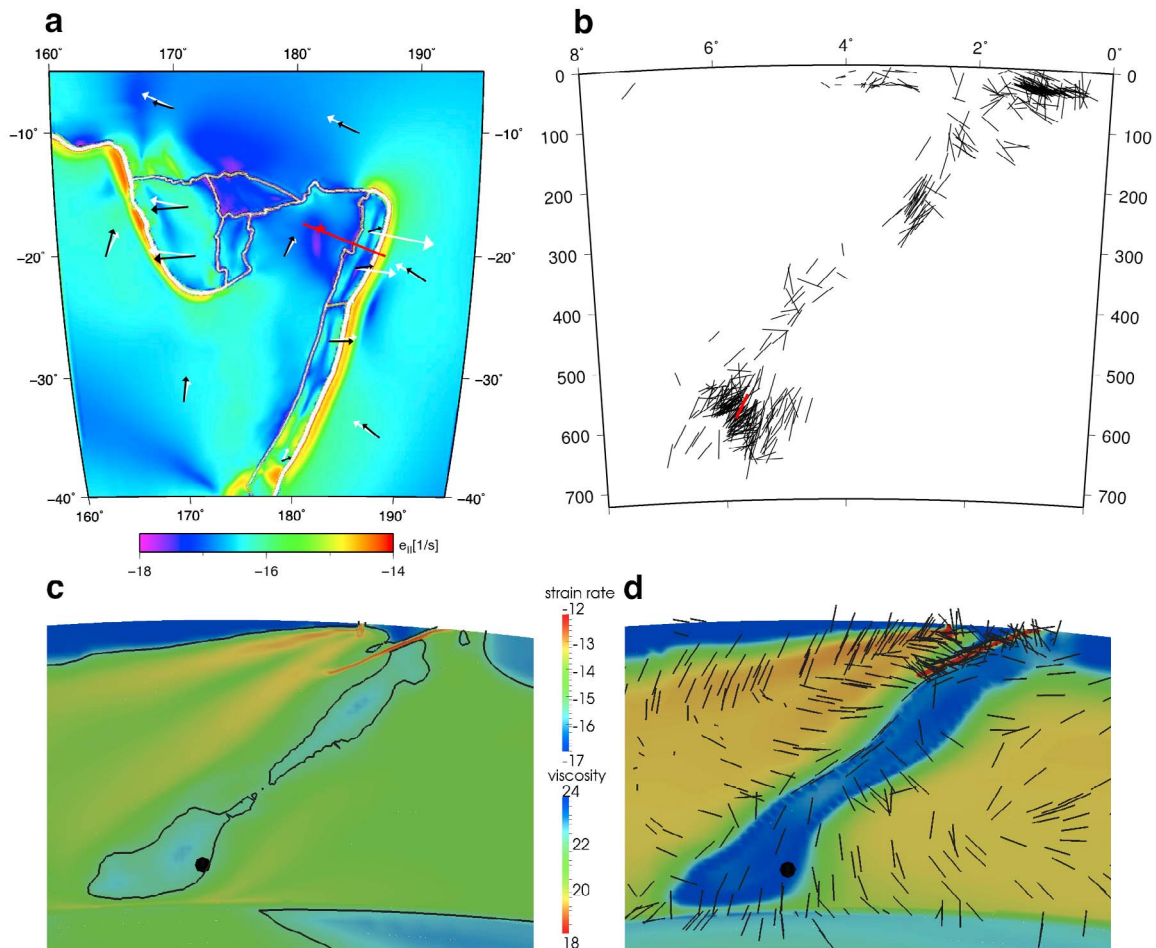 a
160˚ 170˚ 180˚ 190˚
−10˚ −10˚
−20˚ −20˚
−30˚ −30˚
−40˚ −40˚
160˚ 170˚ 180˚ 190˚
e_II[1/s]
−18 −16 −14
b
8˚ 6˚ 4˚ 2˚ 0˚
0 0
100 100
200 200
300 300
400 400
500 500
600 600
700 700
c
strain rate
-12
-13
-14
-15
-16
-17
viscosity
24
22
20
18
d